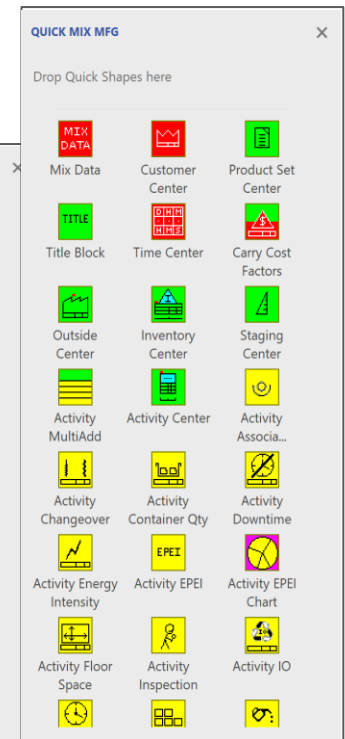 QUICK MIX MFG
Drop Quick Shapes here
MIX
DATA
Mix Data
Customer
Center
Product Set
Center
TITLE
Title Block
D H M
H M S
Time Center
$
Carry Cost
Factors
Outside
Center
I
Inventory
Center
Staging
Center
Activity
MultiAdd
Activity Center
Activity
Associa...
Activity
Changeover
Activity
Container Qty
Activity
Downtime
Activity Energy
Intensity
EPEI
Activity EPEI
Activity EPEI
Chart
Activity Floor
Space
Activity
Inspection
Activity IO